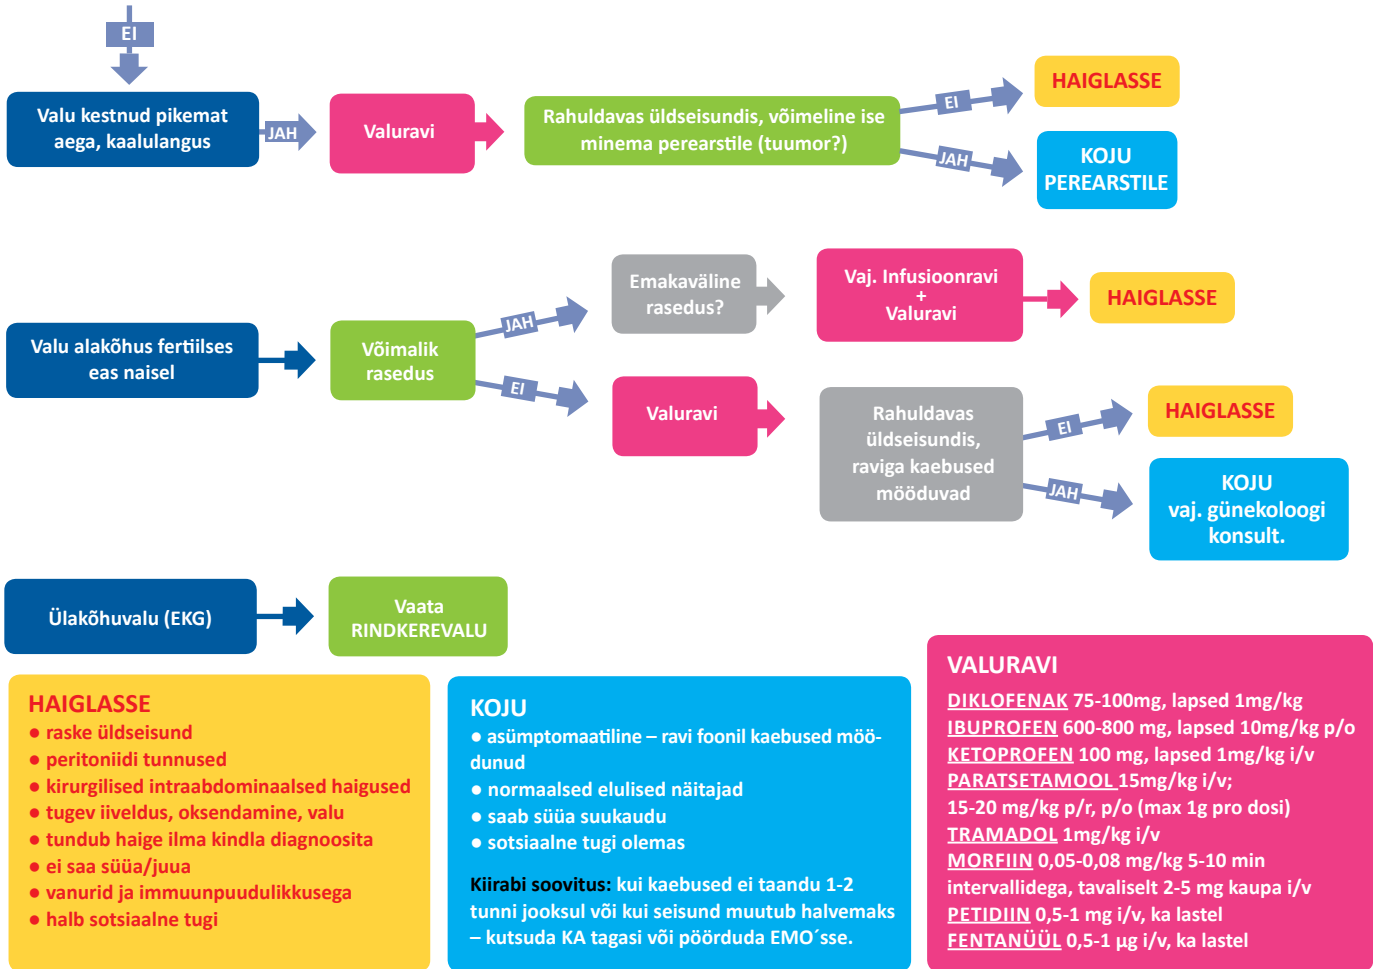 EI
Valu kestnud pikemat
aega, kaalulangus
JAH
Valuravi
Rahuldavas üldseisundis, võimeline ise
minema perearstile (tuumor?)
EI
HAIGLASSE
JAH
KOJU
PEREARSTILE
Valu alakõhus fertiilses
eas naisel
Võimalik
rasedus
JAH
Emakaväline
rasedus?
Vaj. Infusioonravi
+
Valuravi
HAIGLASSE
EI
Valuravi
Rahuldavas
üldseisundis,
raviga kaebused
mööduvad
EI
HAIGLASSE
JAH
KOJU
vaj. günekoloogi
konsult.
Ülakõhuvalu (EKG)
Vaata
RINDKEREVALU
HAIGLASSE
● raske üldseisund
● peritoniidi tunnused
● kirurgilised intraabdominaalsed haigused
● tugev iiveldus, oksendamine, valu
● tundub haige ilma kindla diagnoosita
● ei saa süüa/juua
● vanurid ja immuunpuudulikkusega
● halb sotsiaalne tugi
KOJU
● asümptomaatiline – ravi foonil kaebused möö-
dunud
● normaalsed elulised näitajad
● saab süüa suukaudu
● sotsiaalne tugi olemas
Kiirabi soovitus: kui kaebused ei taandu 1-2
tunni jooksul või kui seisund muutub halvemaks
– kutsuda KA tagasi või pöörduda EMO´sse.
VALURAVI
DIKLOFENAK 75-100mg, lapsed 1mg/kg
IBUPROFEN 600-800 mg, lapsed 10mg/kg p/o
KETOPROFEN 100 mg, lapsed 1mg/kg i/v
PARATSETAMOOL 15mg/kg i/v;
15-20 mg/kg p/r, p/o (max 1g pro dosi)
TRAMADOL 1mg/kg i/v
MORFIIN 0,05-0,08 mg/kg 5-10 min
intervallidega, tavaliselt 2-5 mg kaupa i/v
PETIDIIN 0,5-1 mg i/v, ka lastel
FENTANÜÜL 0,5-1 µg i/v, ka lastel